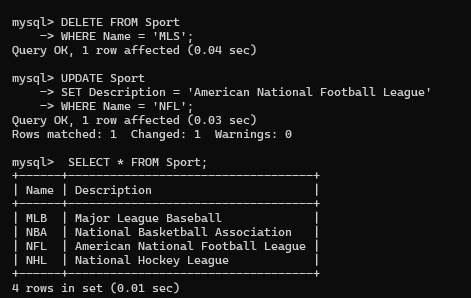 mysql> DELETE FROM Sport
    -> WHERE Name = 'MLS';
Query OK, 1 row affected (0.04 sec)

mysql> UPDATE Sport
    -> SET Description = 'American National Football League'
    -> WHERE Name = 'NFL';
Query OK, 1 row affected (0.03 sec)
Rows matched: 1  Changed: 1  Warnings: 0

mysql>  SELECT * FROM Sport;
+------+-----------------------------------+
| Name | Description                       |
+------+-----------------------------------+
| MLB  | Major League Baseball             |
| NBA  | National Basketball Association   |
| NFL  | American National Football League |
| NHL  | National Hockey League            |
+------+-----------------------------------+
4 rows in set (0.01 sec)